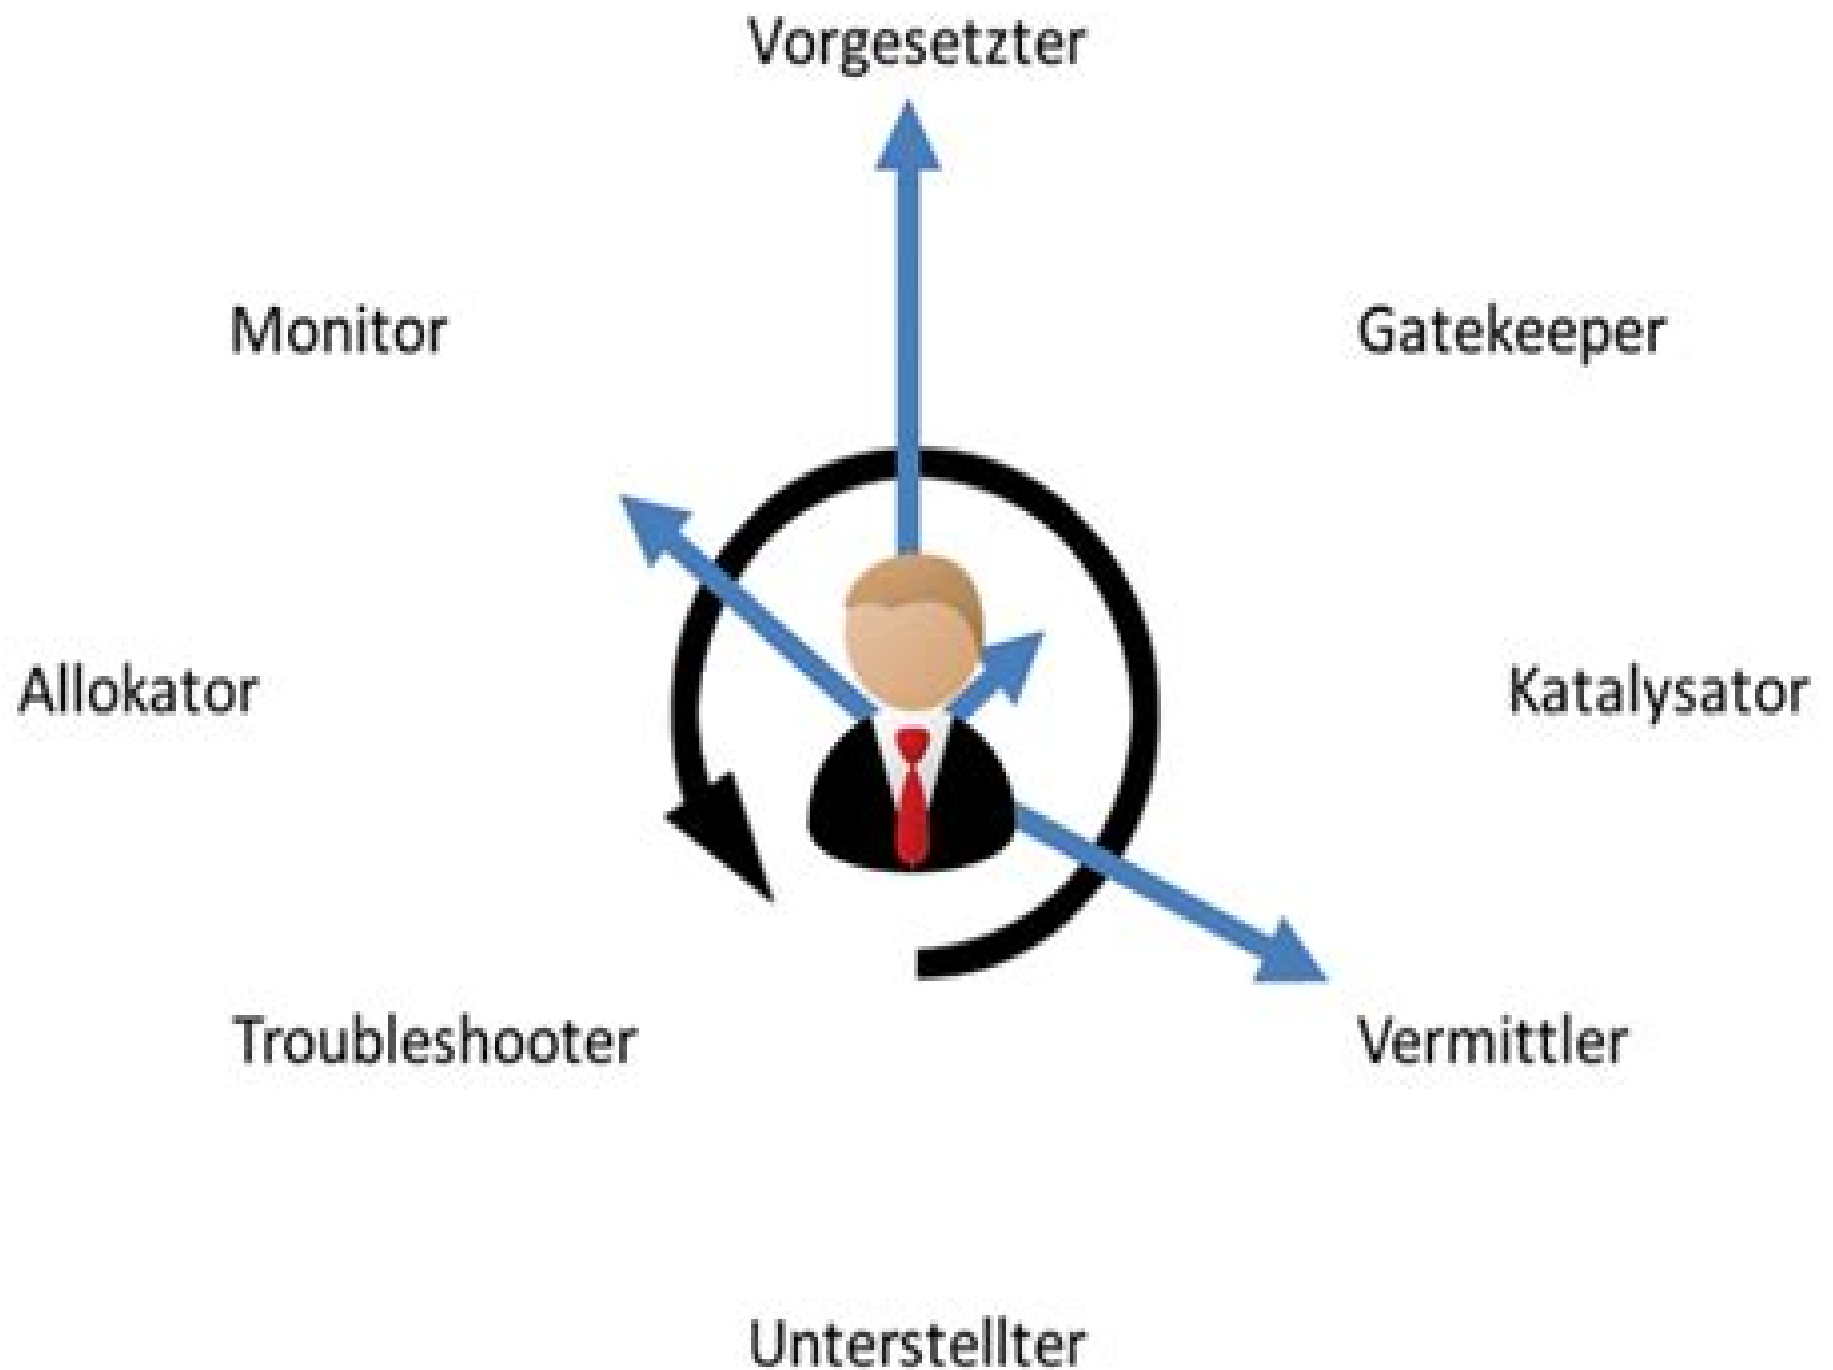 Vorgesetzter
Monitor
Gatekeeper
Allokator
Katalysator
Troubleshooter
Vermittler
Unterstellter